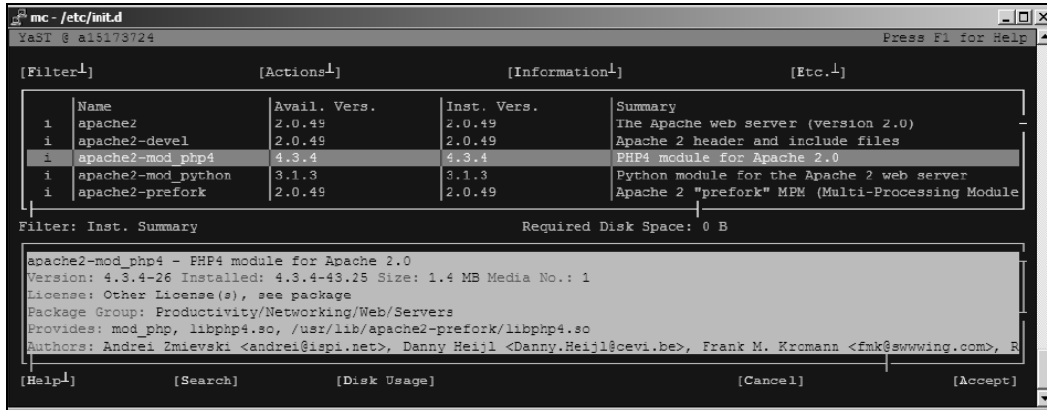 mc - /etc/init.d
YaST @ a15173724 Press F1 for Help
[Filter┴] [Actions┴] [Information┴] [Etc.┴]
Name Avail. Vers. Inst. Vers. Summary
i apache2 2.0.49 2.0.49 The Apache web server (version 2.0)
i apache2-devel 2.0.49 2.0.49 Apache 2 header and include files
i apache2-mod_php4 4.3.4 4.3.4 PHP4 module for Apache 2.0
i apache2-mod_python 3.1.3 3.1.3 Python module for the Apache 2 web server
i apache2-prefork 2.0.49 2.0.49 Apache 2 "prefork" MPM (Multi-Processing Module
Filter: Inst. Summary Required Disk Space: 0 B
apache2-mod_php4 - PHP4 module for Apache 2.0
Version: 4.3.4-26 Installed: 4.3.4-43.25 Size: 1.4 MB Media No.: 1
License: Other License(s), see package
Package Group: Productivity/Networking/Web/Servers
Provides: mod_php, libphp4.so, /usr/lib/apache2-prefork/libphp4.so
Authors: Andrei Zmievski <andrei@ispi.net>, Danny Heijl <Danny.Heijl@cevi.be>, Frank M. Kromann <fmk@swwwing.com>, R
[Help┴] [Search] [Disk Usage] [Cancel] [Accept]